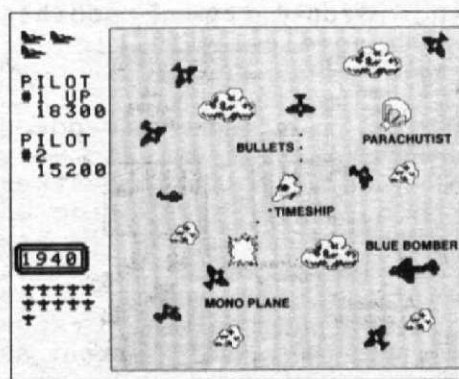 PILOT
#1 UP
18300
PILOT
#2
15200
1940
BULLETS
PARACHUTIST
TIMESHIP
BLUE BOMBER
MONO PLANE